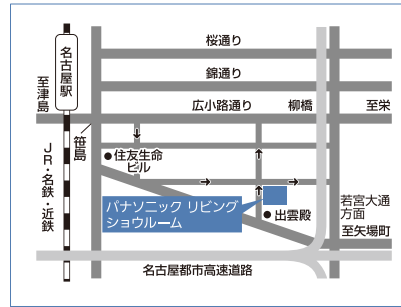 桜通り
名古屋駅
錦通り
至津島
広小路通り
柳橋
至栄
笹島
住友生命
ビル
JR・名鉄・近鉄
パナソニック リビング
ショウルーム
出雲殿
若宮大通
方面
至矢場町
名古屋都市高速道路